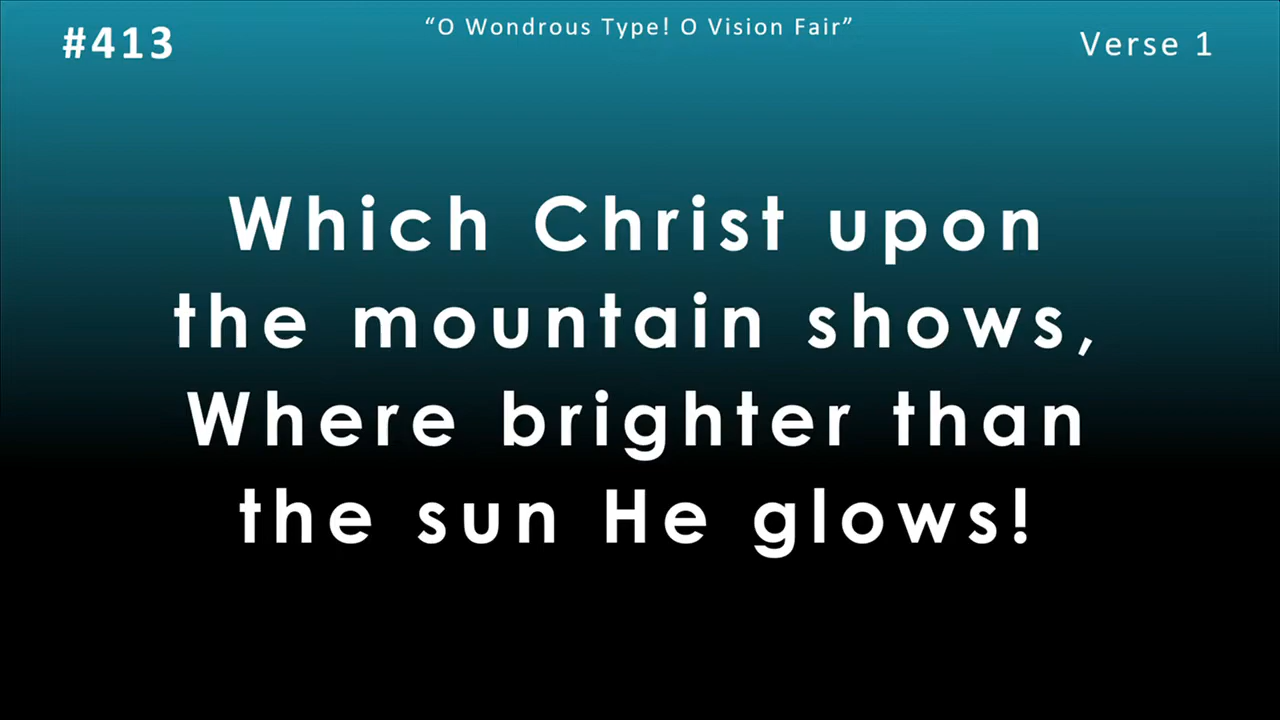 #413
“O Wondrous Type! O Vision Fair”
Verse 1
Which Christ upon
the mountain shows,
Where brighter than
the sun He glows!